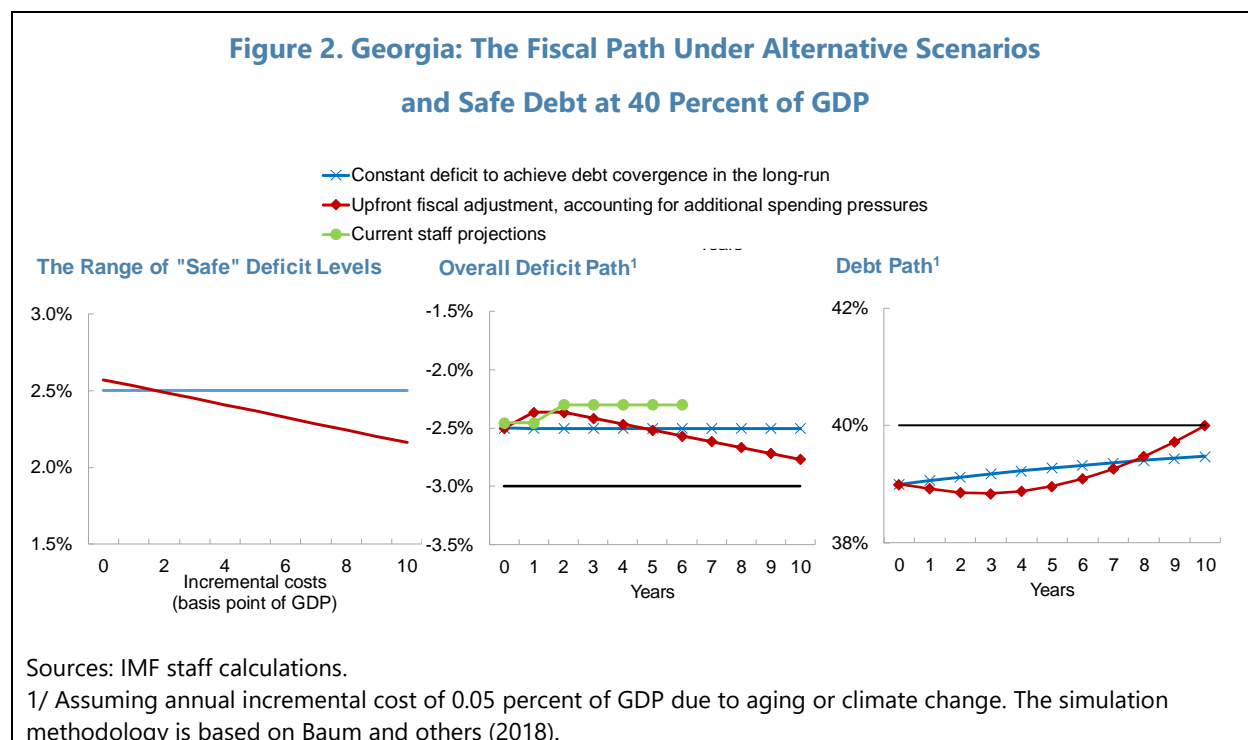 Figure 2. Georgia: The Fiscal Path Under Alternative Scenarios
and Safe Debt at 40 Percent of GDP
Constant deficit to achieve debt covergence in the long-run
Upfront fiscal adjustment, accounting for additional spending pressures
Current staff projections
The Range of "Safe" Deficit Levels
3.0%
2.5%
2.0%
1.5%
0 2 4 6 8 10
Incremental costs
(basis point of GDP)
Overall Deficit Path¹
-1.5%
-2.0%
-2.5%
-3.0%
-3.5%
0 1 2 3 4 5 6 7 8 9 10
Years
Debt Path¹
42%
40%
38%
0 1 2 3 4 5 6 7 8 9 10
Years
Sources: IMF staff calculations.
1/ Assuming annual incremental cost of 0.05 percent of GDP due to aging or climate change. The simulation
methodology is based on Baum and others (2018).